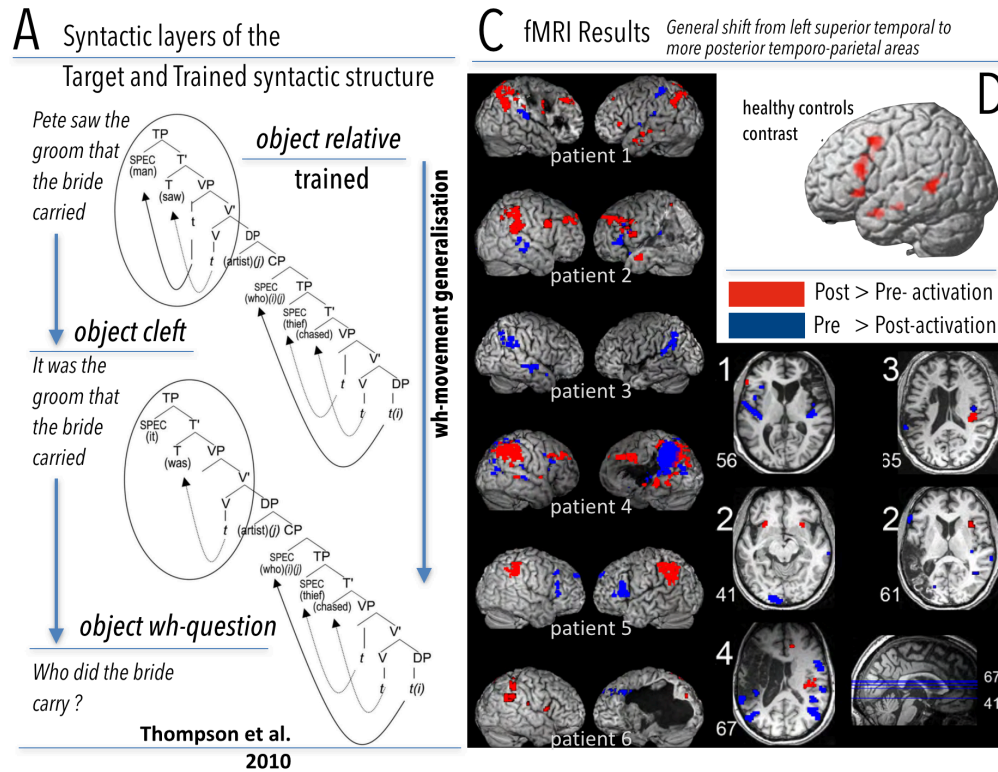 A Syntactic layers of the
Target and Trained syntactic structure
Pete saw the
groom that
the bride
carried
object relative
trained
TP
SPEC
(man)
T'
T
(saw)
VP
t
V'
V
DP
t
(artist)(j) CP
SPEC
(who)(i)(j)
TP
SPEC
(thief)
T'
(chased)
VP
V'
t
V
DP
t
t(i)
wh-movement generalisation
object cleft
It was the
groom that
the bride
carried
TP
SPEC
(it)
T'
T
(was)
VP
V'
V
DP
t
(artist)(j) CP
SPEC
(who)(i)(j)
TP
SPEC
(thief)
T'
(chased)
VP
V'
t
V
DP
t
t(i)
object wh-question
Who did the bride
carry ?
Thompson et al.
2010
C fMRI Results
General shift from left superior temporal to
more posterior temporo-parietal areas
patient 1
patient 2
patient 3
patient 4
patient 5
patient 6
D
healthy controls
contrast
Post > Pre- activation
Pre > Post-activation
1
56
3
65
2
41
2
61
4
67
67
41